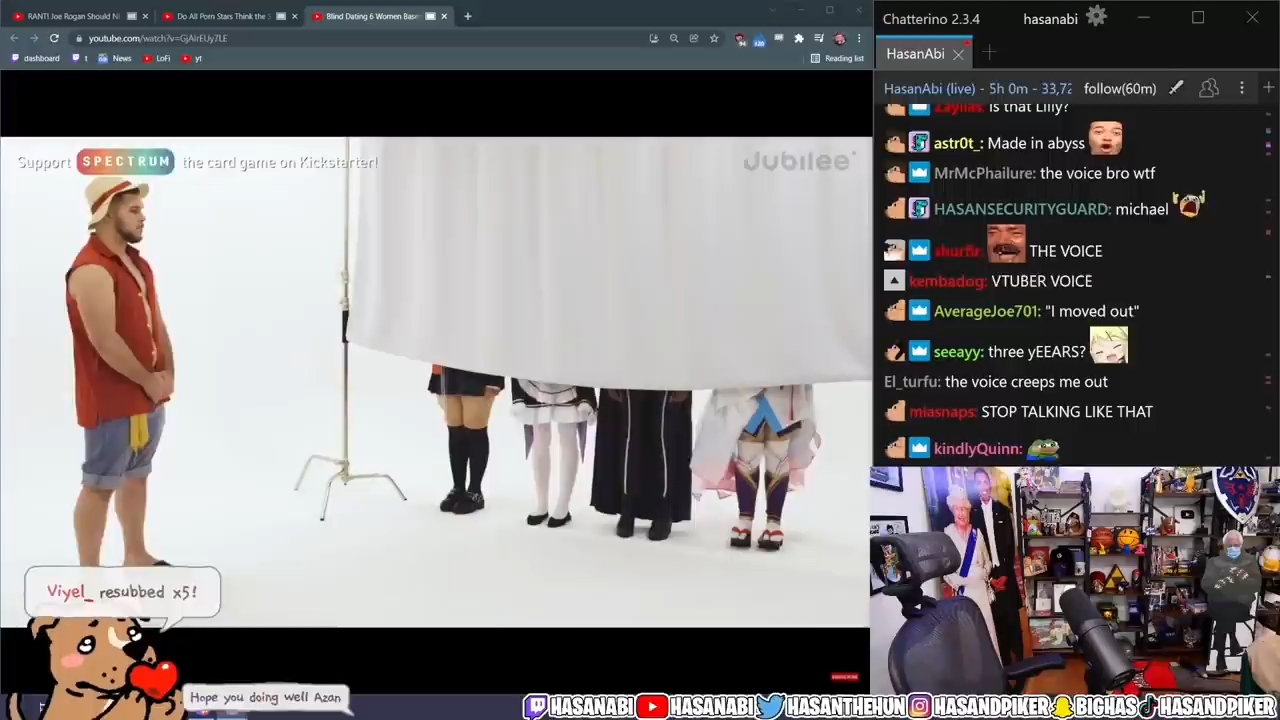 RANT! Joe Rogan Should N
Do All Porn Stars Think the S
Blind Dating 6 Women Base
youtube.com/watch?v=GjAIrEUy7LE
dashboard
t
News
LoFi
yt
Reading list
Support SPECTRUM the card game on Kickstarter!
Jubilee
Viyel_ resubbed x5!
Hope you doing well Azan
SUBSCRIBE
Chatterino 2.3.4
hasanabi
HasanAbi
HasanAbi (live) - 5h 0m - 33,72
follow(60m)
Zayllas: is that Lilly?
astr0t_: Made in abyss
MrMcPhailure: the voice bro wtf
HASANSECURITYGUARD: michael
shurfir: THE VOICE
kembadog: VTUBER VOICE
AverageJoe701: "I moved out"
seeayy: three yEEARS?
El_turfu: the voice creeps me out
miasnaps: STOP TALKING LIKE THAT
kindlyQuinn:
HASANABI
HASANABI
HASANTHEHUN
HASANDPIKER
BIGHAS
HASANDPIKER